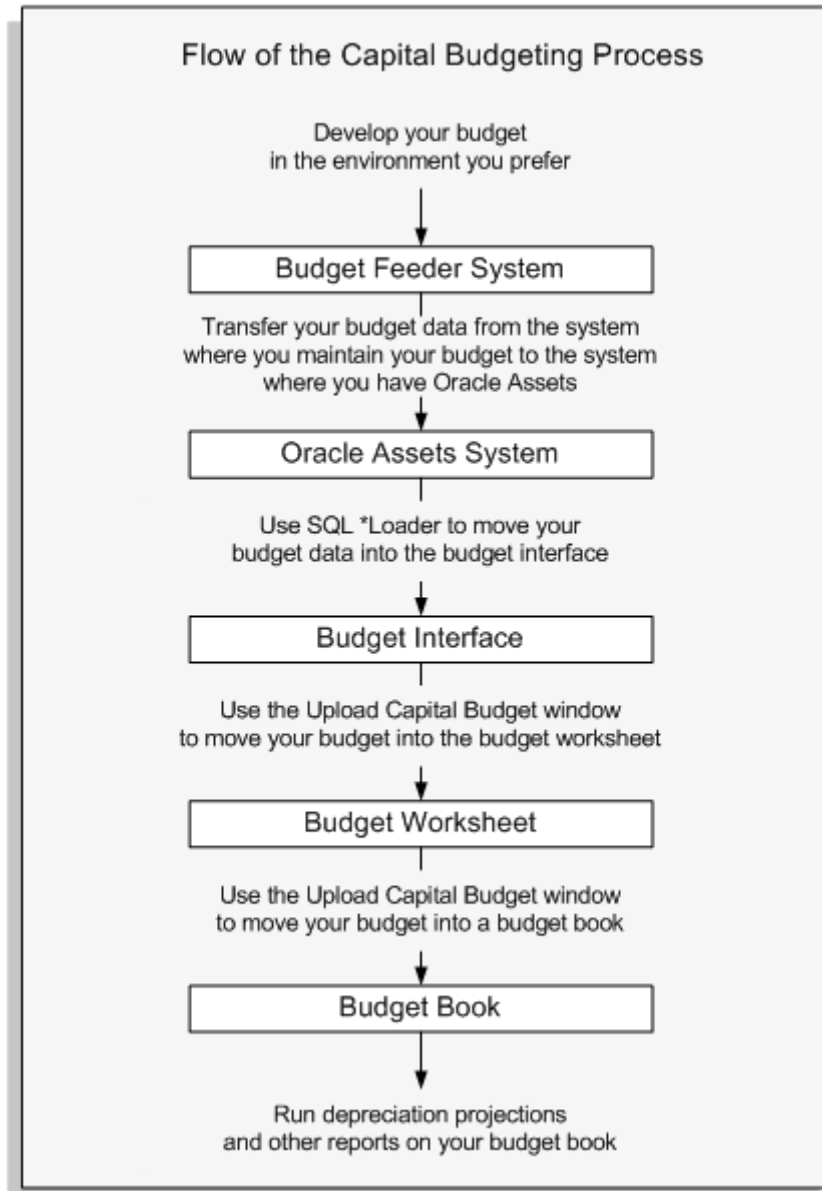 Flow of the Capital Budgeting Process
Develop your budget
in the environment you prefer
Budget Feeder System
Transfer your budget data from the system
where you maintain your budget to the system
where you have Oracle Assets
Oracle Assets System
Use SQL *Loader to move your
budget data into the budget interface
Budget Interface
Use the Upload Capital Budget window
to move your budget into the budget worksheet
Budget Worksheet
Use the Upload Capital Budget window
to move your budget into a budget book
Budget Book
Run depreciation projections
and other reports on your budget book